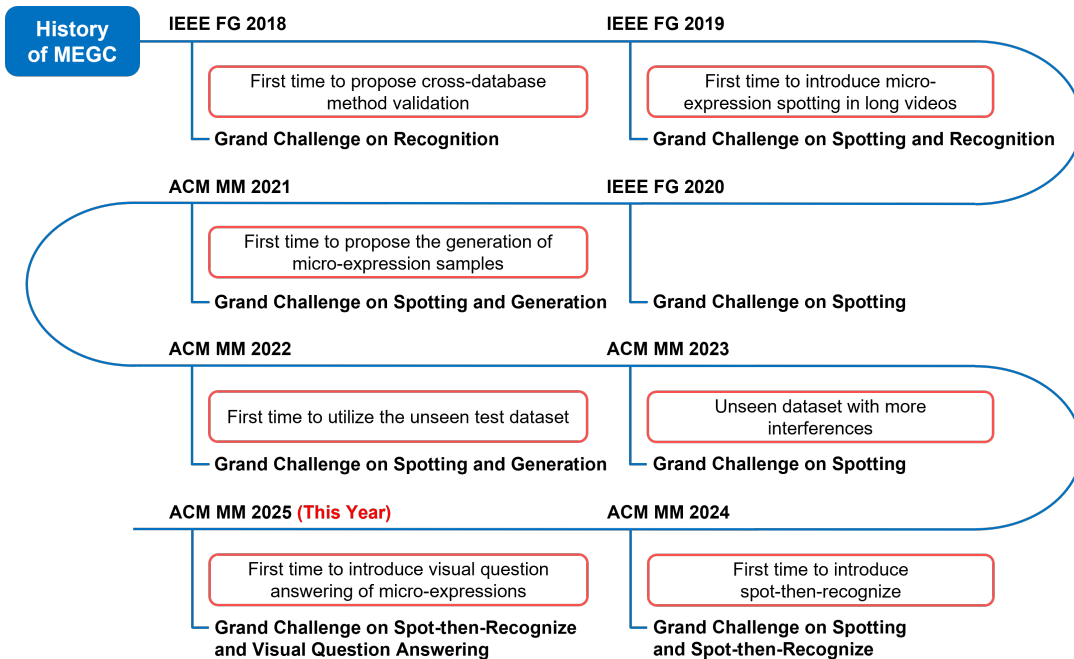 History
of MEGC
IEEE FG 2018
First time to propose cross-database
method validation
Grand Challenge on Recognition
IEEE FG 2019
First time to introduce micro-
expression spotting in long videos
Grand Challenge on Spotting and Recognition
IEEE FG 2020
Grand Challenge on Spotting
ACM MM 2021
First time to propose the generation of
micro-expression samples
Grand Challenge on Spotting and Generation
ACM MM 2022
First time to utilize the unseen test dataset
Grand Challenge on Spotting and Generation
ACM MM 2023
Unseen dataset with more
interferences
Grand Challenge on Spotting
ACM MM 2024
First time to introduce
spot-then-recognize
Grand Challenge on Spotting
and Spot-then-Recognize
ACM MM 2025 (This Year)
First time to introduce visual question
answering of micro-expressions
Grand Challenge on Spot-then-Recognize
and Visual Question Answering